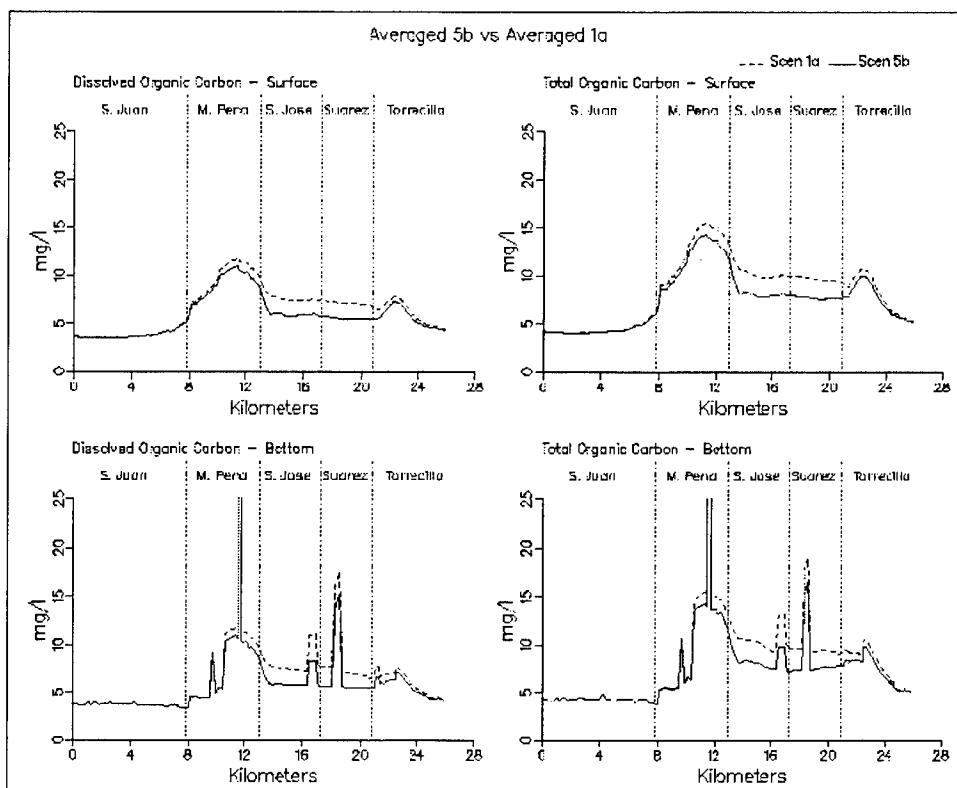 Averaged 5b vs Averaged 1a
Scen 1a Scen 5b
Dissolved Organic Carbon – Surface
S. Juan M. Pena S. Jose Suarez Torrecilla
25
20
15
10
5
0
mg/l
0 4 8 12 16 20 24 28
Kilometers
Total Organic Carbon – Surface
S. Juan M. Pena S. Jose Suarez Torrecilla
25
20
15
10
5
0
mg/l
0 4 8 12 16 20 24 28
Kilometers
Dissolved Organic Carbon – Bottom
S. Juan M. Pena S. Jose Suarez Torrecilla
25
20
15
10
5
0
mg/l
0 4 8 12 16 20 24 28
Kilometers
Total Organic Carbon – Bottom
S. Juan M. Pena S. Jose Suarez Torrecilla
25
20
15
10
5
0
mg/l
0 4 8 12 16 20 24 28
Kilometers